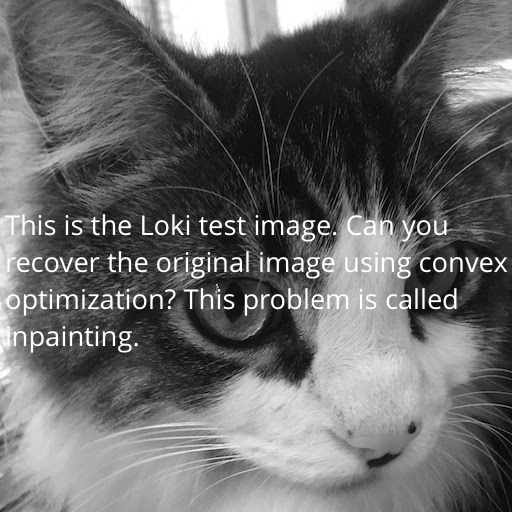 This is the Loki test image. Can you
recover the original image using convex
optimization? This problem is called
inpainting.